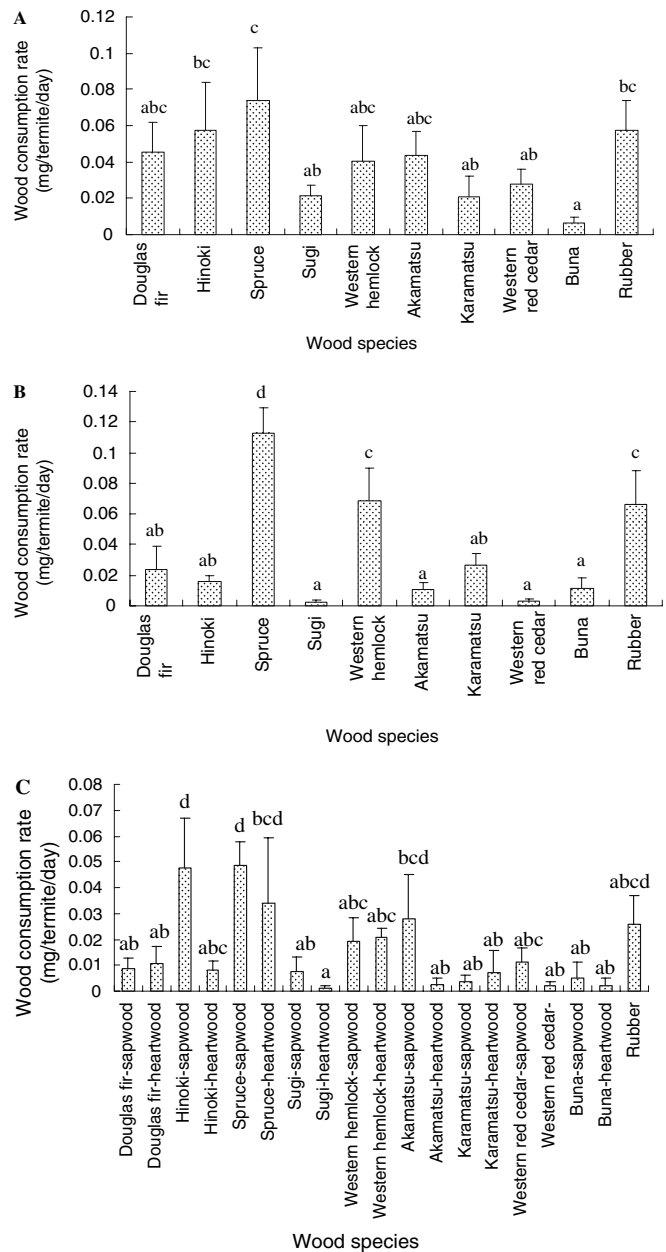 A
Wood consumption rate
(mg/termite/day)
0.12
0.1
0.08
0.06
0.04
0.02
0
abc
bc
c
ab
abc
abc
ab
ab
a
bc
Douglas
fir
Hinoki
Spruce
Sugi
Western
hemlock
Akamatsu
Karamatsu
Western
red cedar
Buna
Rubber
Wood species
B
Wood consumption rate
(mg/termite/day)
0.14
0.12
0.1
0.08
0.06
0.04
0.02
0
ab
ab
d
a
c
a
ab
a
a
c
Douglas
fir
Hinoki
Spruce
Sugi
Western
hemlock
Akamatsu
Karamatsu
Western
red cedar
Buna
Rubber
Wood species
C
Wood consumption rate
(mg/termite/day)
0.08
0.07
0.06
0.05
0.04
0.03
0.02
0.01
0
ab
ab
d
abc
d
bcd
ab
a
abc
abc
bcd
ab
ab
ab
abc
ab
ab
ab
abcd
Douglas fir-sapwood
Douglas fir-heartwood
Hinoki-sapwood
Hinoki-heartwood
Spruce-sapwood
Spruce-heartwood
Sugi-sapwood
Sugi-heartwood
Western hemlock-sapwood
Western hemlock-heartwood
Akamatsu-sapwood
Akamatsu-heartwood
Karamatsu-sapwood
Karamatsu-heartwood
Western red cedar-sapwood
Western red cedar-
Buna-sapwood
Buna-heartwood
Rubber
Wood species